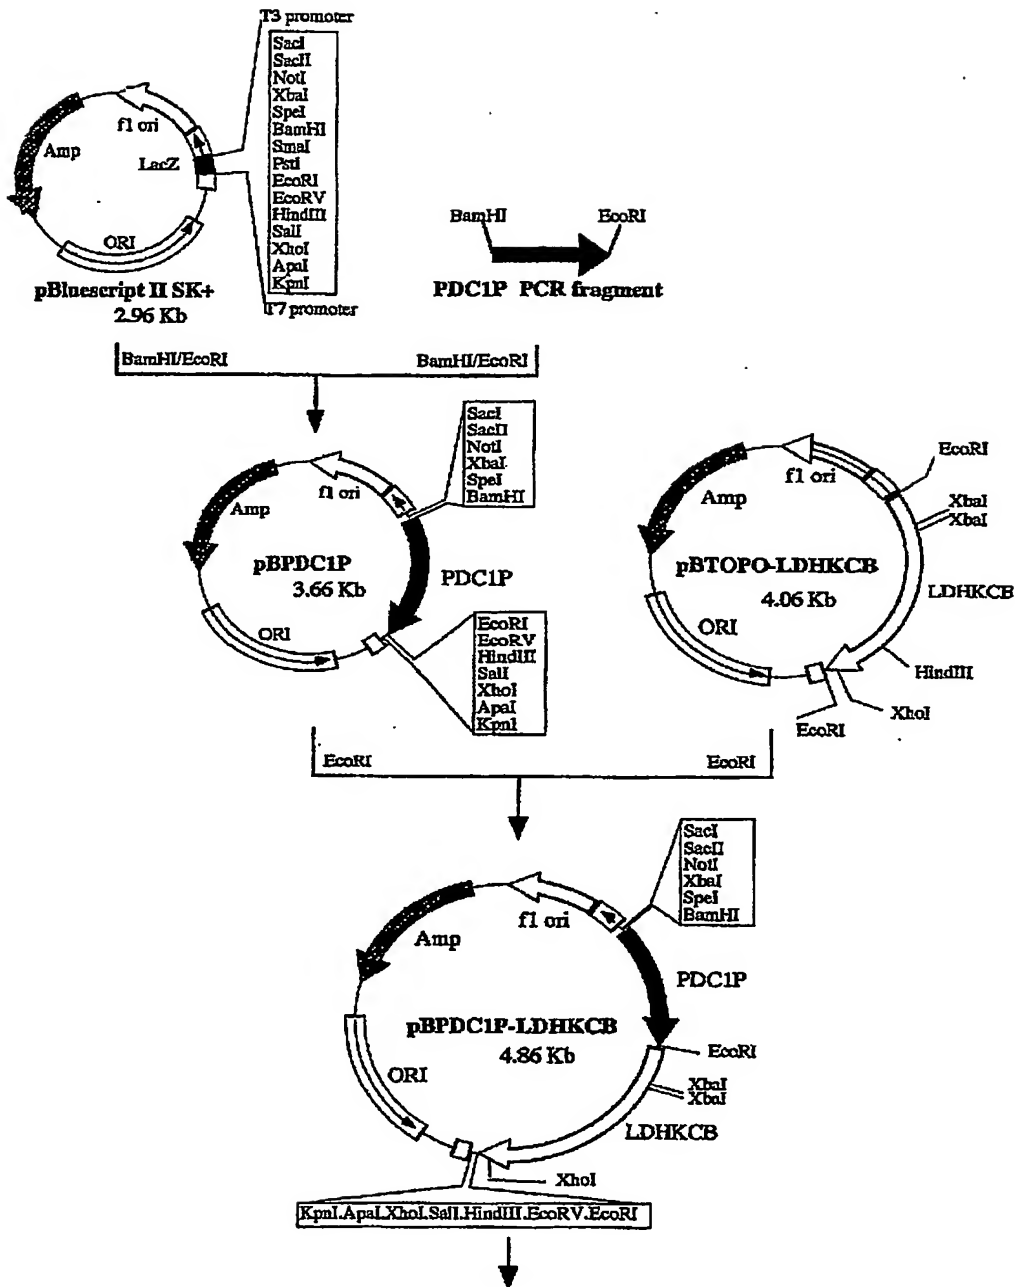 T3 promoter
SacI
SacII
NotI
XbaI
SpeI
BamHI
SmaI
PstI
EcoRI
EcoRV
HindIII
SalI
XhoI
ApaI
KpnI
T7 promoter
f1 ori
Amp
LacZ
ORI
pBluescript II SK+
2.96 Kb
BamHI
EcoRI
PDC1P PCR fragment
BamHI/EcoRI
BamHI/EcoRI
SacI
SacII
NotI
XbaI
SpeI
BamHI
f1 ori
Amp
pBPDC1P
3.66 Kb
PDC1P
ORI
EcoRI
EcoRV
HindIII
SalI
XhoI
ApaI
KpnI
f1 ori
EcoRI
Amp
XbaI
XbaI
pBTOPO-LDHKCB
4.06 Kb
LDHKCB
ORI
HindIII
XhoI
EcoRI
EcoRI
EcoRI
SacI
SacII
NotI
XbaI
SpeI
BamHI
f1 ori
Amp
PDC1P
pBPDC1P-LDHKCB
4.86 Kb
EcoRI
XbaI
XbaI
ORI
LDHKCB
XhoI
KpnI.ApaI.XhoI.SalI.HindIII.EcoRV.EcoRI